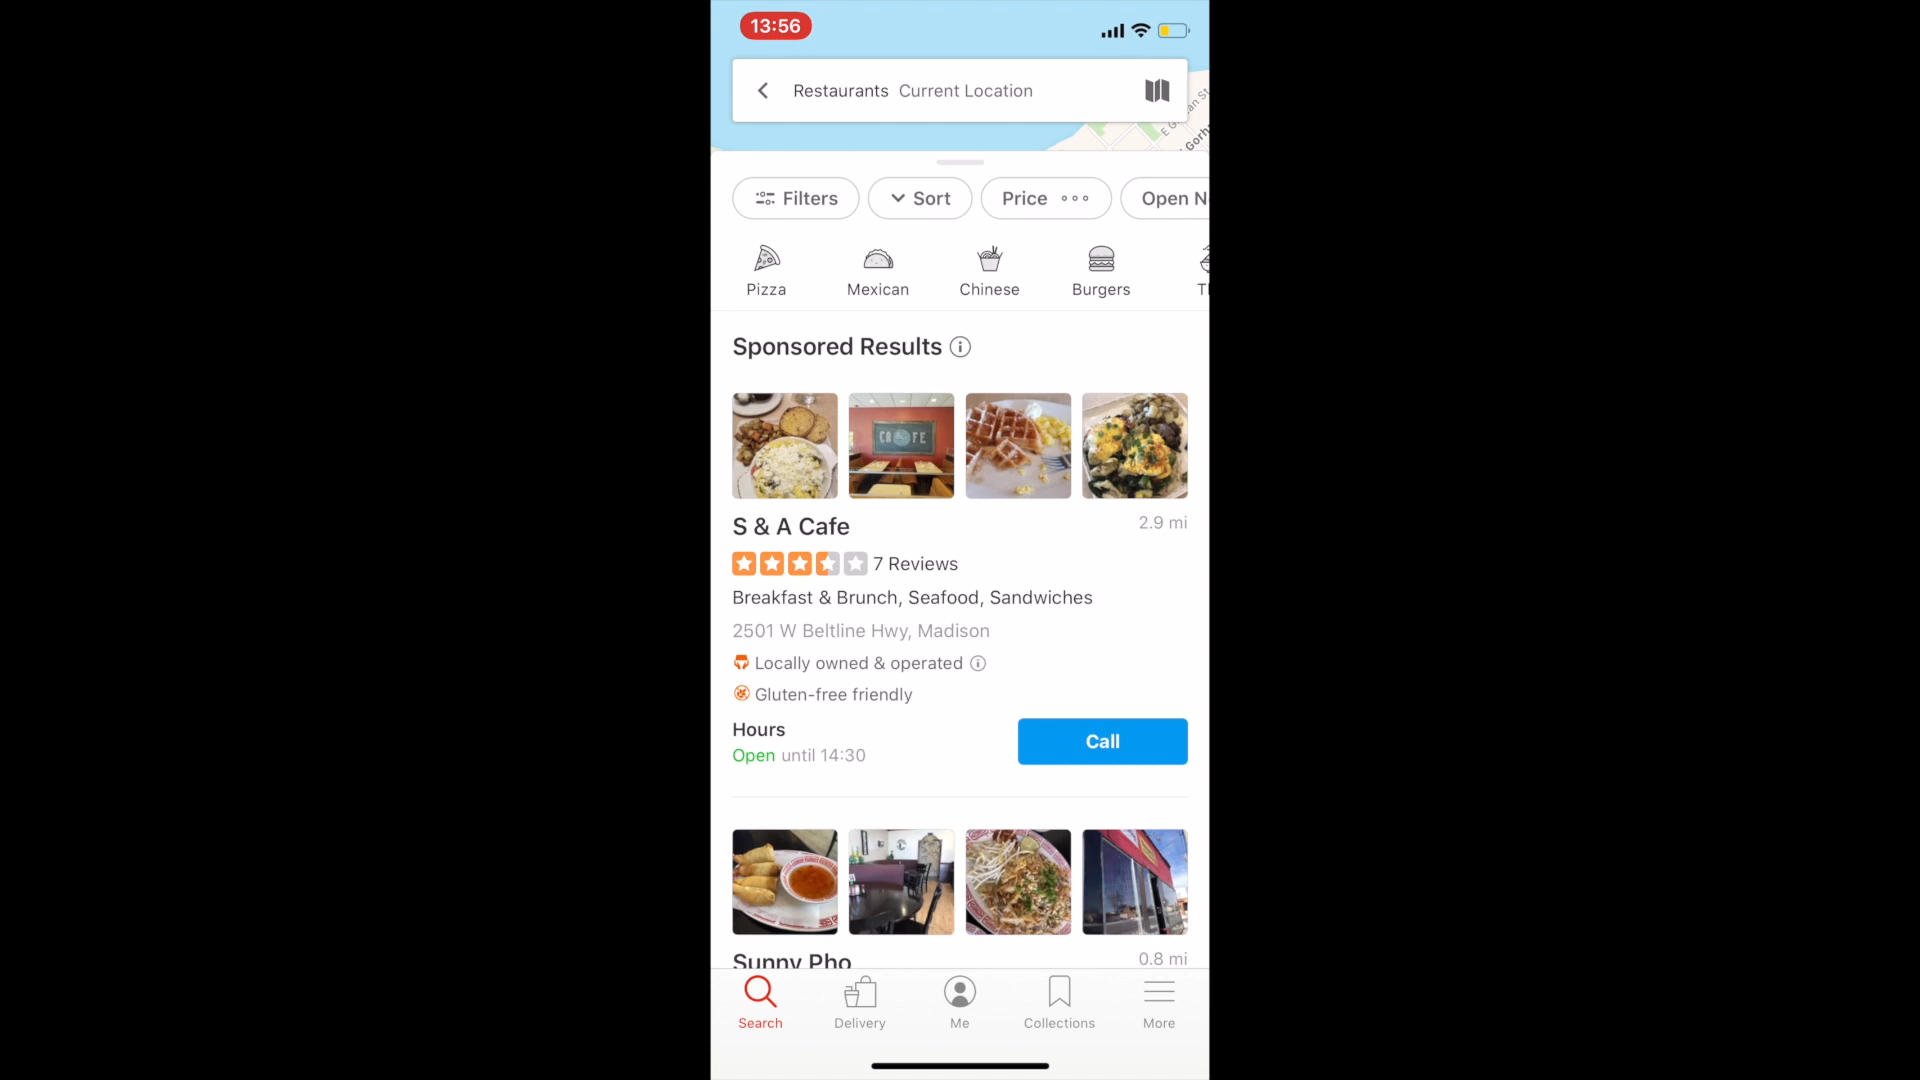 13:56
Restaurants Current Location
Filters
Sort
Price
Open N
Pizza
Mexican
Chinese
Burgers
Sponsored Results
CAFE
S & A Cafe
2.9 mi
7 Reviews
Breakfast & Brunch, Seafood, Sandwiches
2501 W Beltline Hwy, Madison
Locally owned & operated
Gluten-free friendly
Hours
Open until 14:30
Call
Sunny Pho
0.8 mi
Search
Delivery
Me
Collections
More